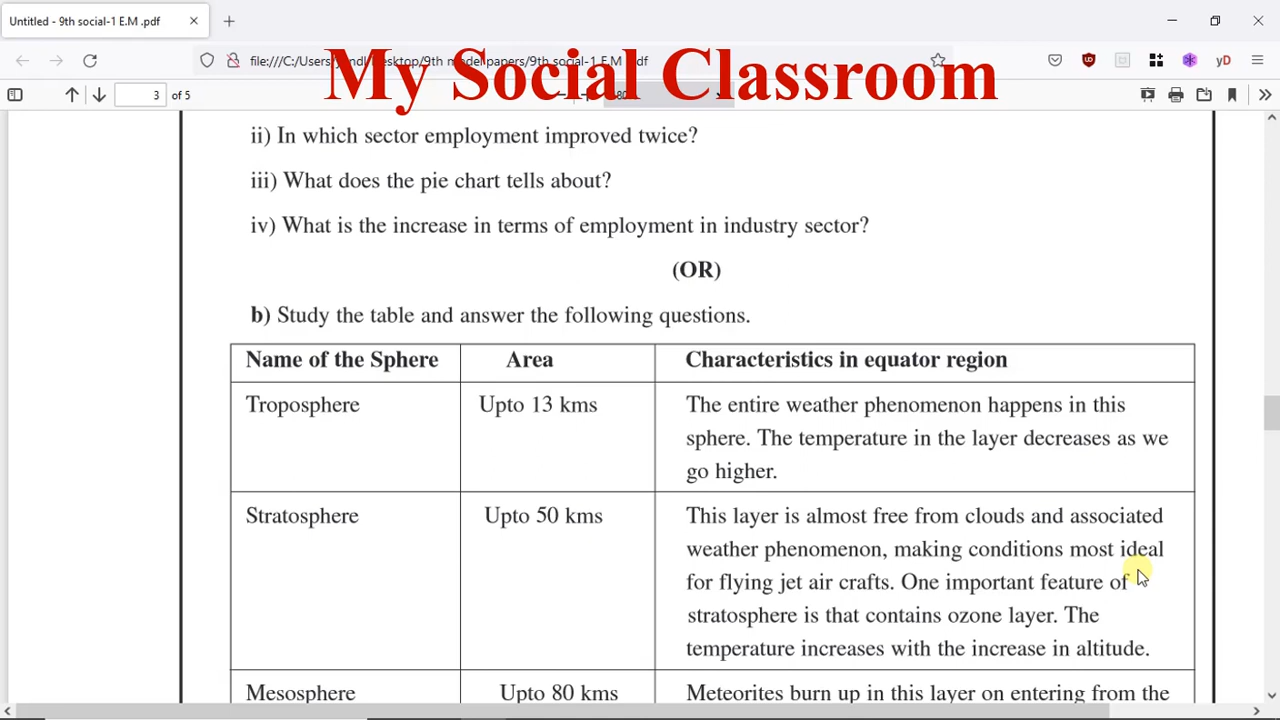 Untitled - 9th social-1 E.M .pdf
My Social Classroom
3 of 5
ii) In which sector employment improved twice?
iii) What does the pie chart tells about?
iv) What is the increase in terms of employment in industry sector?
(OR)
b) Study the table and answer the following questions.
Name of the Sphere Area Characteristics in equator region
Troposphere Upto 13 kms The entire weather phenomenon happens in this
sphere. The temperature in the layer decreases as we
go higher.
Stratosphere Upto 50 kms This layer is almost free from clouds and associated
weather phenomenon, making conditions most ideal
for flying jet air crafts. One important feature of
stratosphere is that contains ozone layer. The
temperature increases with the increase in altitude.
Mesosphere Upto 80 kms Meteorites burn up in this layer on entering from the